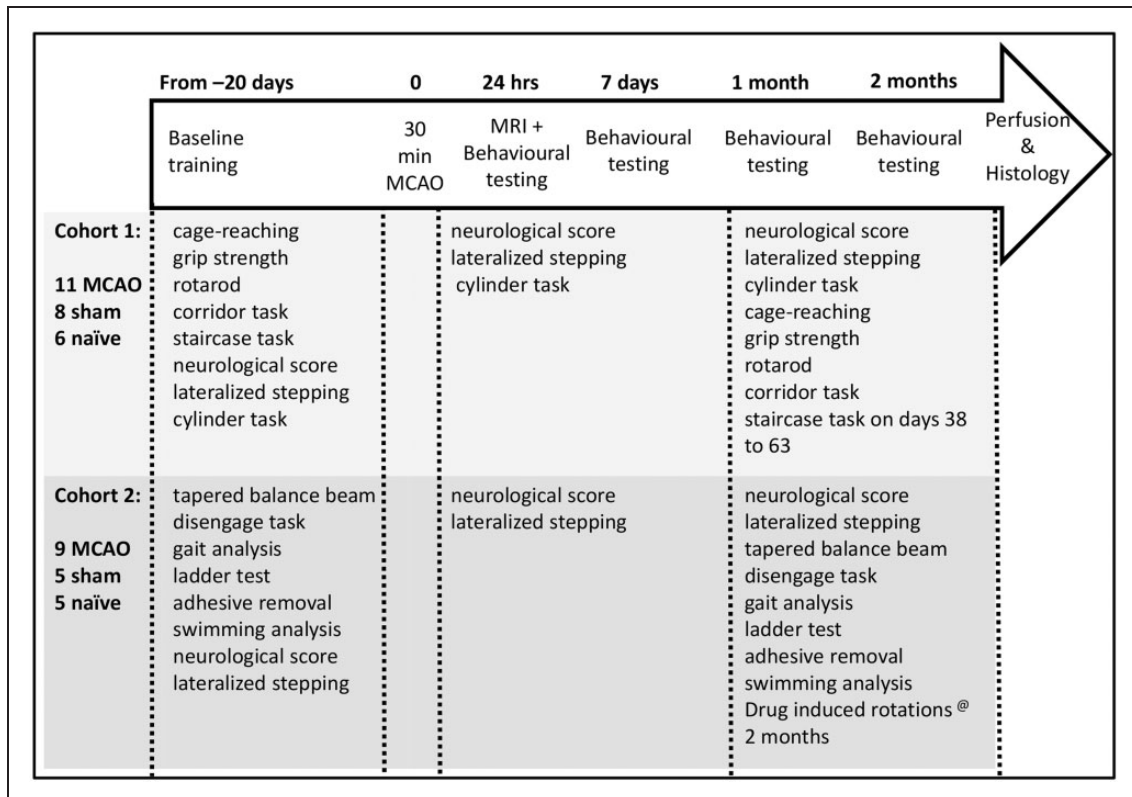 From –20 days
0
24 hrs
7 days
1 month
2 months
Baseline
training
30
min
MCAO
MRI +
Behavioural
testing
Behavioural
testing
Behavioural
testing
Behavioural
testing
Perfusion
&
Histology
Cohort 1:
11 MCAO
8 sham
6 naïve
cage-reaching
grip strength
rotarod
corridor task
staircase task
neurological score
lateralized stepping
cylinder task
neurological score
lateralized stepping
cylinder task
neurological score
lateralized stepping
cylinder task
cage-reaching
grip strength
rotarod
corridor task
staircase task on days 38
to 63
Cohort 2:
9 MCAO
5 sham
5 naïve
tapered balance beam
disengage task
gait analysis
ladder test
adhesive removal
swimming analysis
neurological score
lateralized stepping
neurological score
lateralized stepping
neurological score
lateralized stepping
tapered balance beam
disengage task
gait analysis
ladder test
adhesive removal
swimming analysis
Drug induced rotations @
2 months